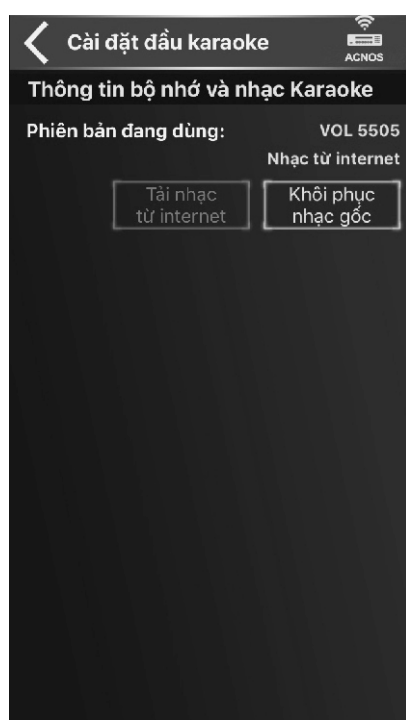 Cài đặt đầu karaoke
ACNOS
Thông tin bộ nhớ và nhạc Karaoke
Phiên bản đang dùng: VOL 5505
Nhạc từ internet
Tải nhạc
từ internet
Khôi phục
nhạc gốc